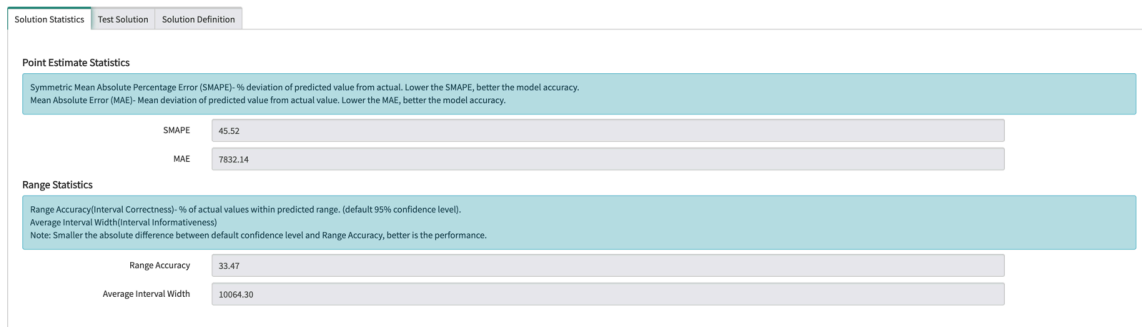 Solution Statistics Test Solution Solution Definition
Point Estimate Statistics
Symmetric Mean Absolute Percentage Error (SMAPE)- % deviation of predicted value from actual. Lower the SMAPE, better the model accuracy.
Mean Absolute Error (MAE)- Mean deviation of predicted value from actual value. Lower the MAE, better the model accuracy.
SMAPE 45.52
MAE 7832.14
Range Statistics
Range Accuracy(Interval Correctness)- % of actual values within predicted range. (default 95% confidence level).
Average Interval Width(Interval Informativeness)
Note: Smaller the absolute difference between default confidence level and Range Accuracy, better is the performance.
Range Accuracy 33.47
Average Interval Width 10064.30